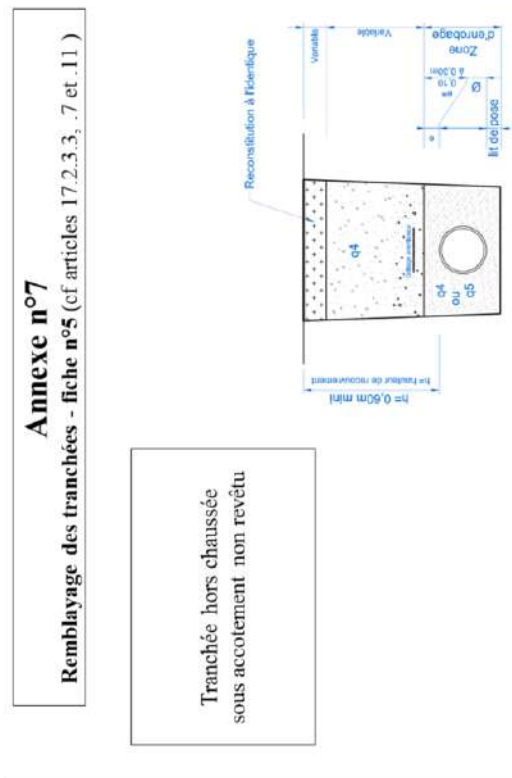 Annexe n°7
Remblayage des tranchées - fiche n°5 (cf articles 17.2.3.3, .7 et .11 )
Tranchée hors chaussée
sous accotement non revêtu
Reconstitution à l'identique
Variable
Variable
Zone
d'enrobage
e
0,10
à 0,30m
Ø
lit de pose
q4
Grillage avertisseur
q4
ou
q5
h= 0,60m mini
h= hauteur de recouvrement